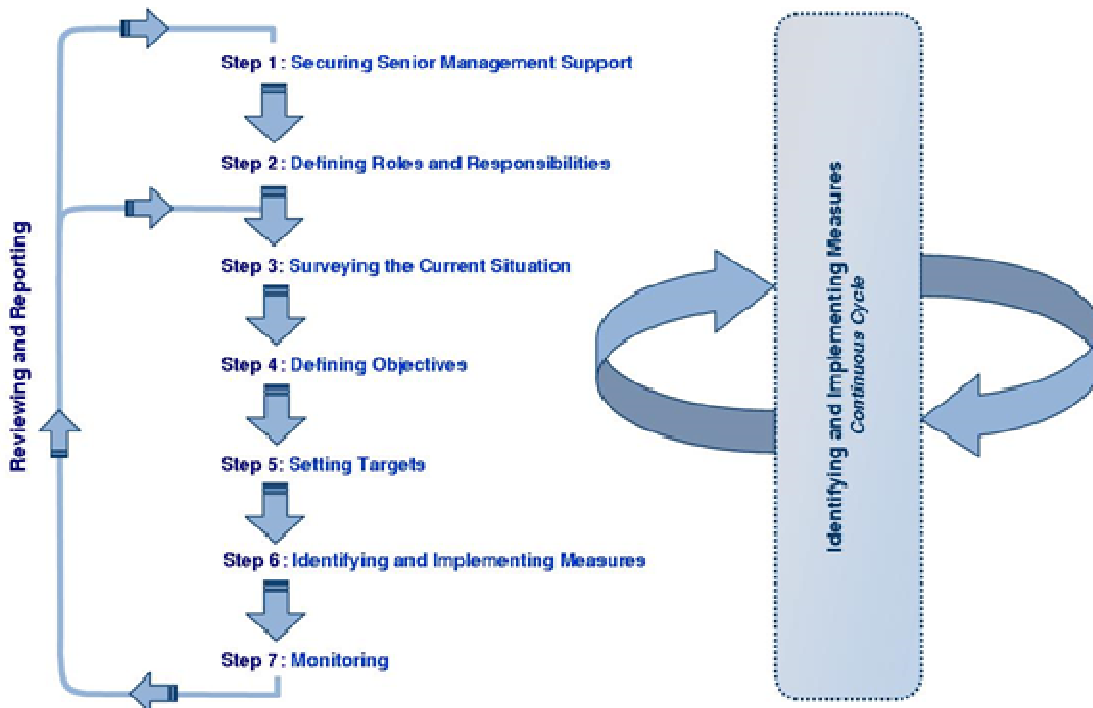 Step 1: Securing Senior Management Support
Step 2: Defining Roles and Responsibilities
Step 3: Surveying the Current Situation
Step 4: Defining Objectives
Step 5: Setting Targets
Step 6: Identifying and Implementing Measures
Step 7: Monitoring
Reviewing and Reporting
Identifying and Implementing Measures
Continuous Cycle